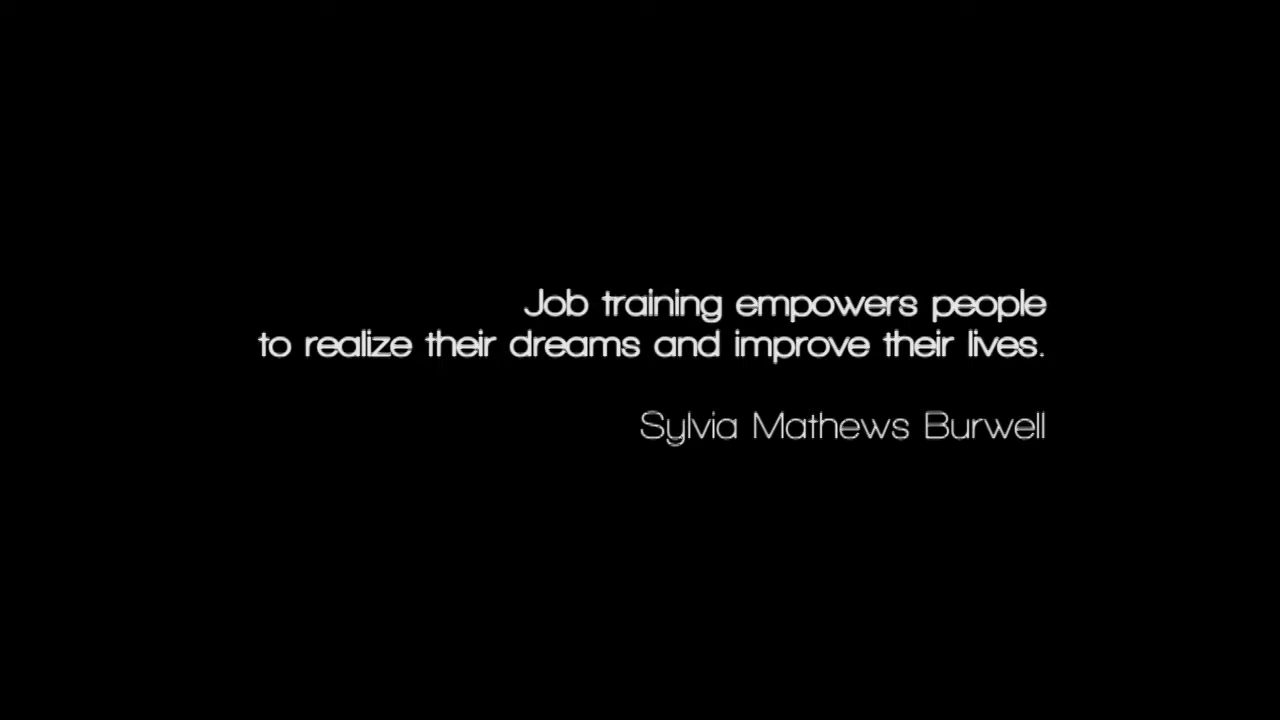 Job training empowers people
to realize their dreams and improve their lives.
Sylvia Mathews Burwell